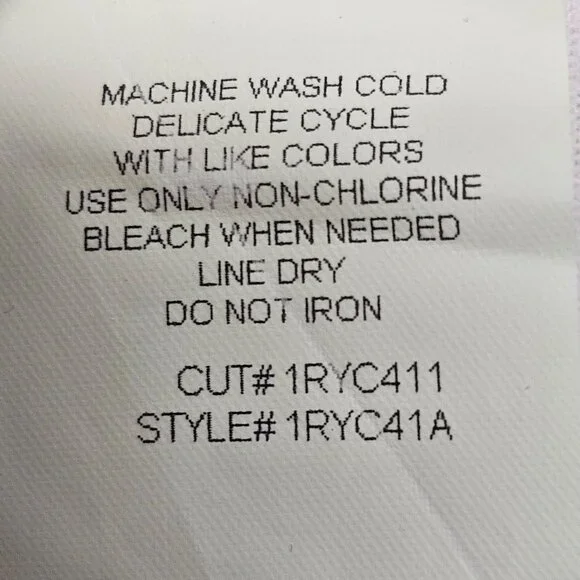 MACHINE WASH COLD
DELICATE CYCLE
WITH LIKE COLORS
USE ONLY NON-CHLORINE
BLEACH WHEN NEEDED
LINE DRY
DO NOT IRON
CUT# 1RYC411
STYLE# 1RYC41A